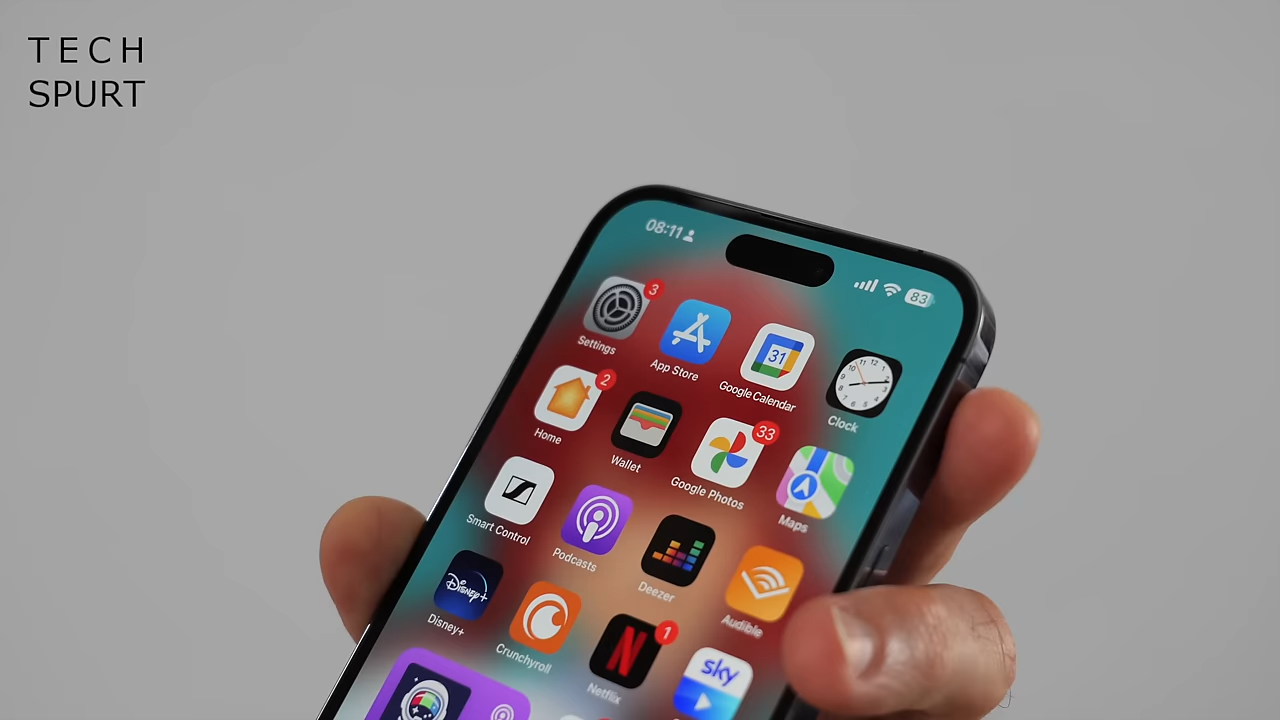 TECH
SPURT
08:11
83
3
Settings
App Store
31
Google Calendar
Clock
2
Home
Wallet
33
Google Photos
Maps
Smart Control
Podcasts
Deezer
Audible
Disney+
Disney+
Crunchyroll
N
1
Netflix
sky